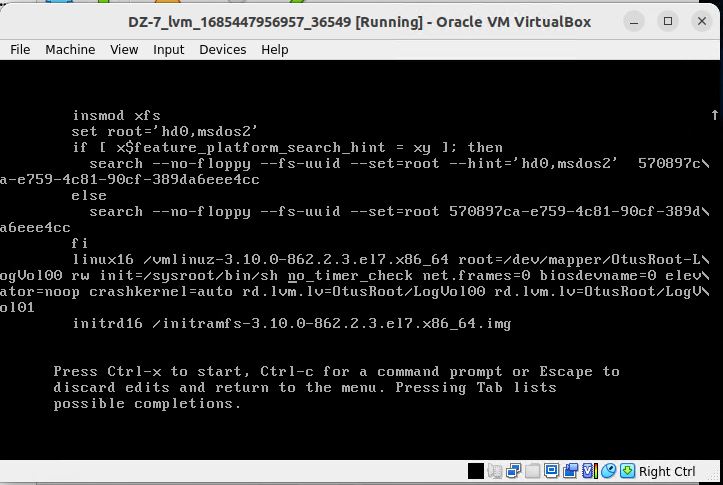 DZ-7_lvm_1685447956957_36549 [Running] - Oracle VM VirtualBox
File Machine View Input Devices Help
insmod xfs
set root='hd0,msdos2'
if [ x$feature_platform_search_hint = xy ]; then
search --no-floppy --fs-uuid --set=root --hint='hd0,msdos2' 570897c\
a-e759-4c81-90cf-389da6eee4cc
else
search --no-floppy --fs-uuid --set=root 570897ca-e759-4c81-90cf-389d\
a6eee4cc
fi
linux16 /vmlinuz-3.10.0-862.2.3.el7.x86_64 root=/dev/mapper/OtusRoot-L\
ogVol00 rw init=/sysroot/bin/sh no_timer_check net.frames=0 biosdevname=0 elev\
ator=noop crashkernel=auto rd.lvm.lv=OtusRoot/LogVol00 rd.lvm.lv=OtusRoot/LogV\
ol01
initrd16 /initramfs-3.10.0-862.2.3.el7.x86_64.img
Press Ctrl-x to start, Ctrl-c for a command prompt or Escape to
discard edits and return to the menu. Pressing Tab lists
possible completions.
Right Ctrl